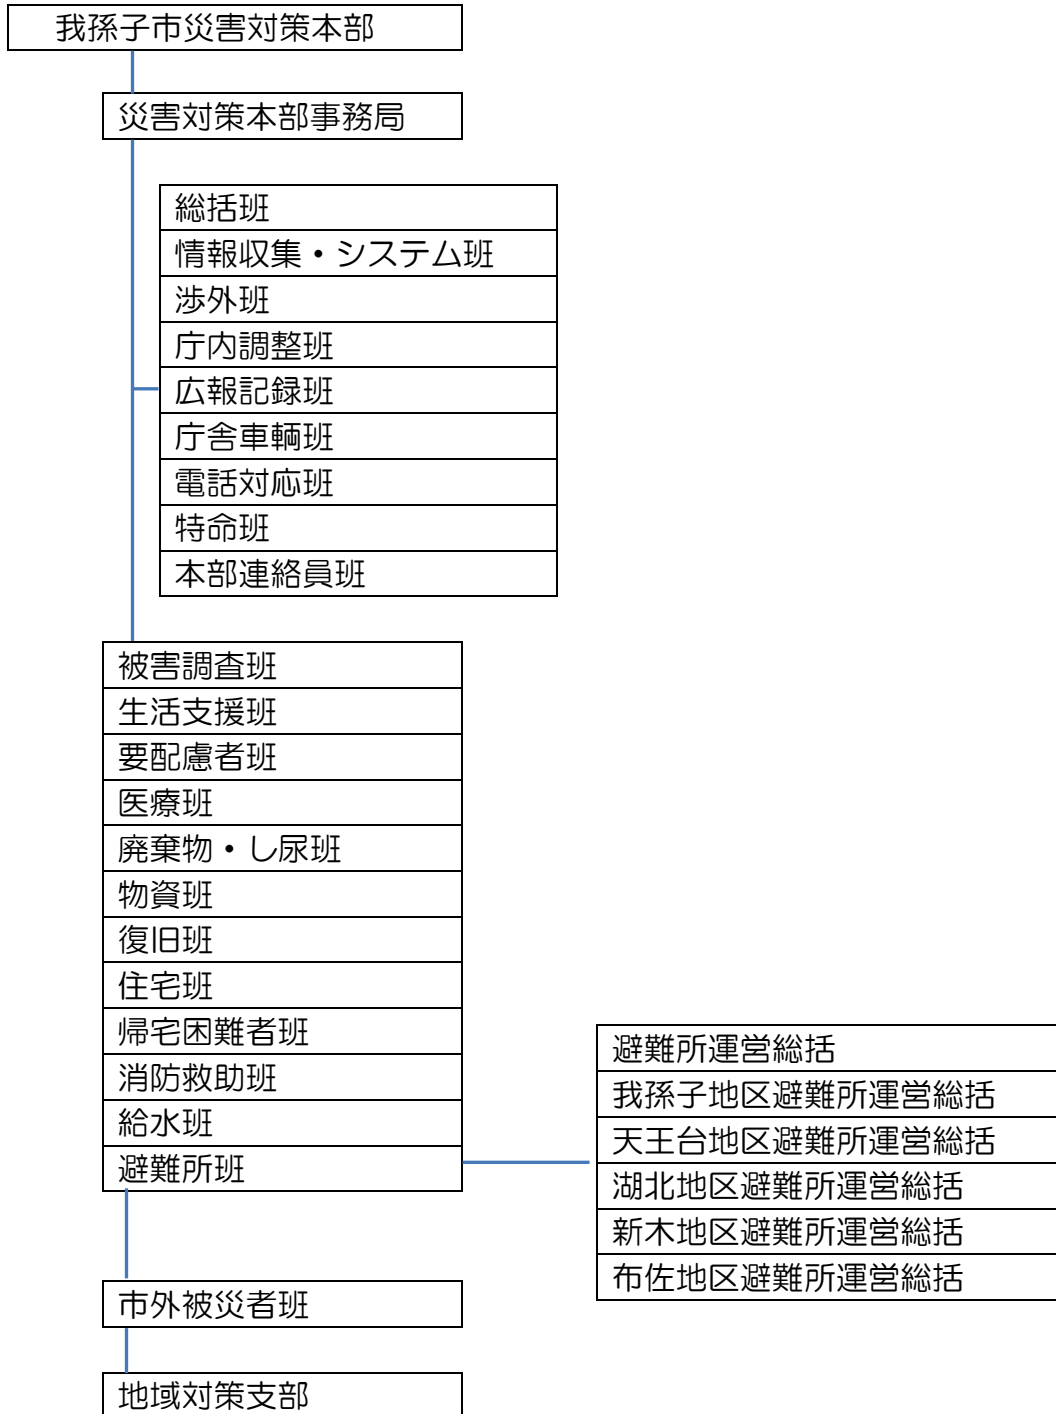 我孫子市災害対策本部
災害対策本部事務局
総括班
情報収集・システム班
渉外班
庁内調整班
広報記録班
庁舎車輌班
電話対応班
特命班
本部連絡員班
被害調査班
生活支援班
要配慮者班
医療班
廃棄物・し尿班
物資班
復旧班
住宅班
帰宅困難者班
消防救助班
給水班
避難所班
避難所運営総括
我孫子地区避難所運営総括
天王台地区避難所運営総括
湖北地区避難所運営総括
新木地区避難所運営総括
布佐地区避難所運営総括
市外被災者班
地域対策支部